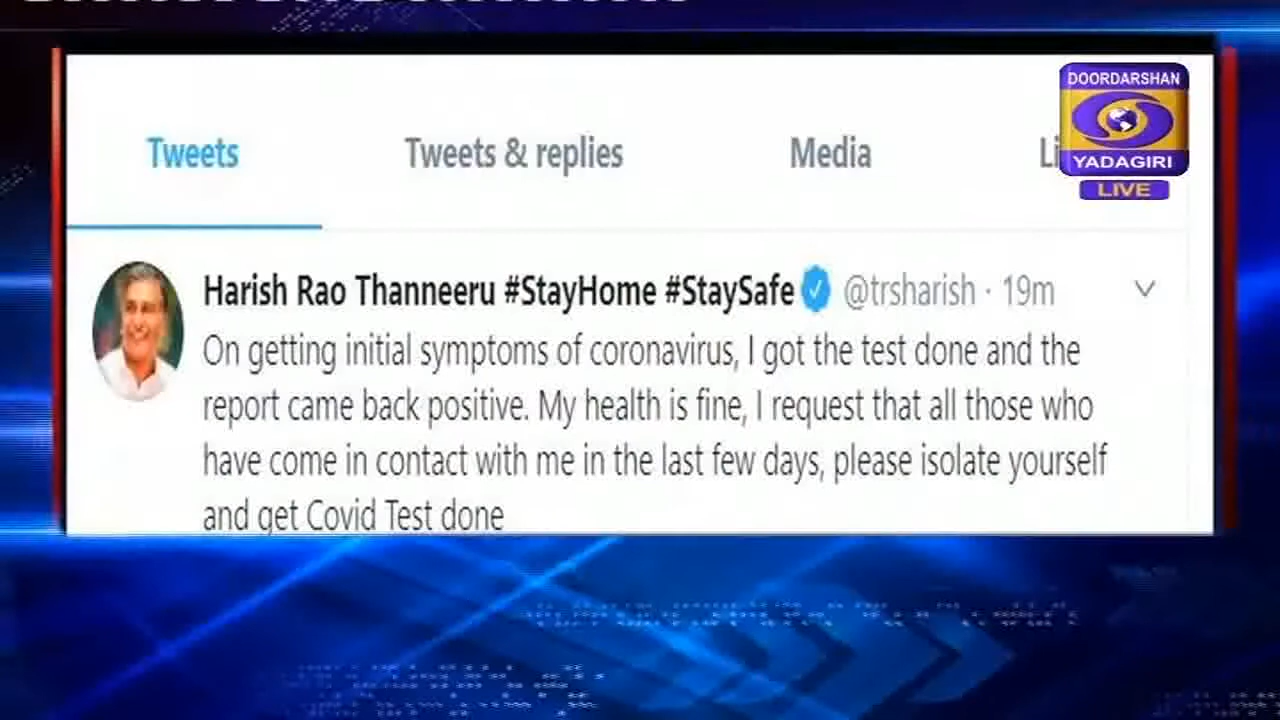 DOORDARSHAN
YADAGIRI
LIVE
Tweets Tweets & replies Media
Harish Rao Thanneeru #StayHome #StaySafe @trsharish · 19m
On getting initial symptoms of coronavirus, I got the test done and the
report came back positive. My health is fine, I request that all those who
have come in contact with me in the last few days, please isolate yourself
and get Covid Test done